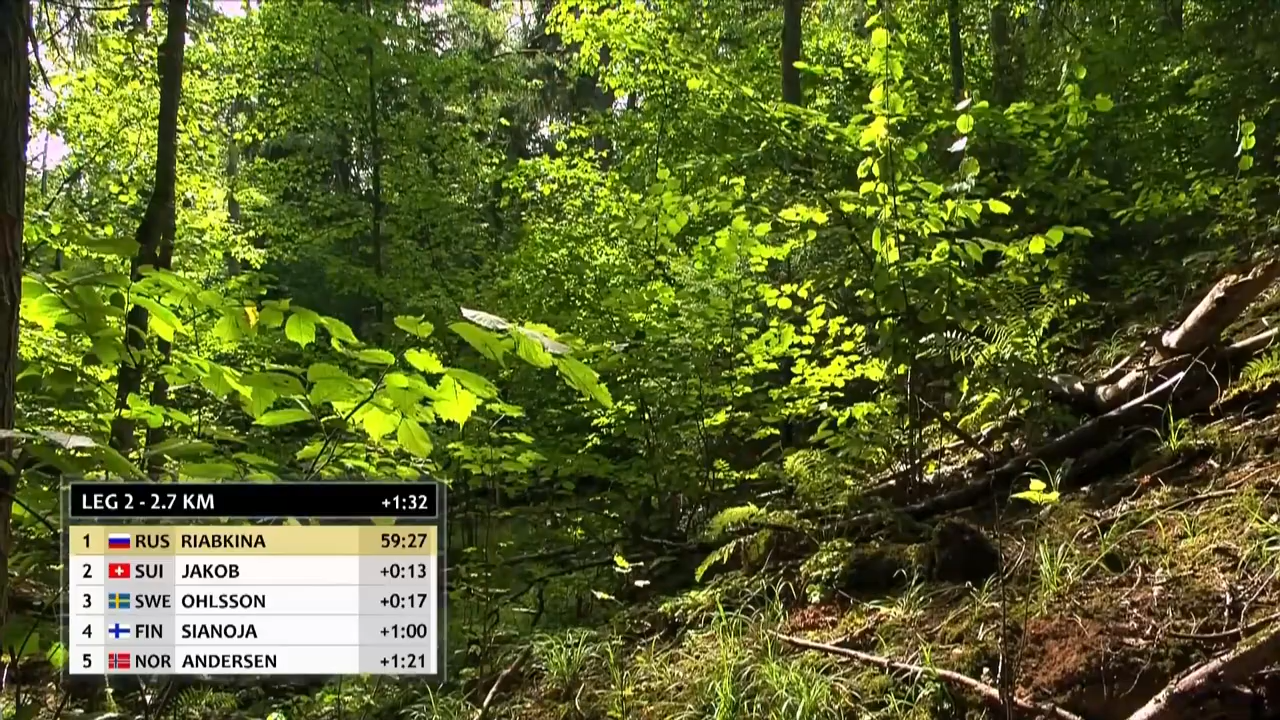 LEG 2 - 2.7 KM +1:32
1 RUS RIABKINA 59:27
2 SUI JAKOB +0:13
3 SWE OHLSSON +0:17
4 FIN SIANOJA +1:00
5 NOR ANDERSEN +1:21